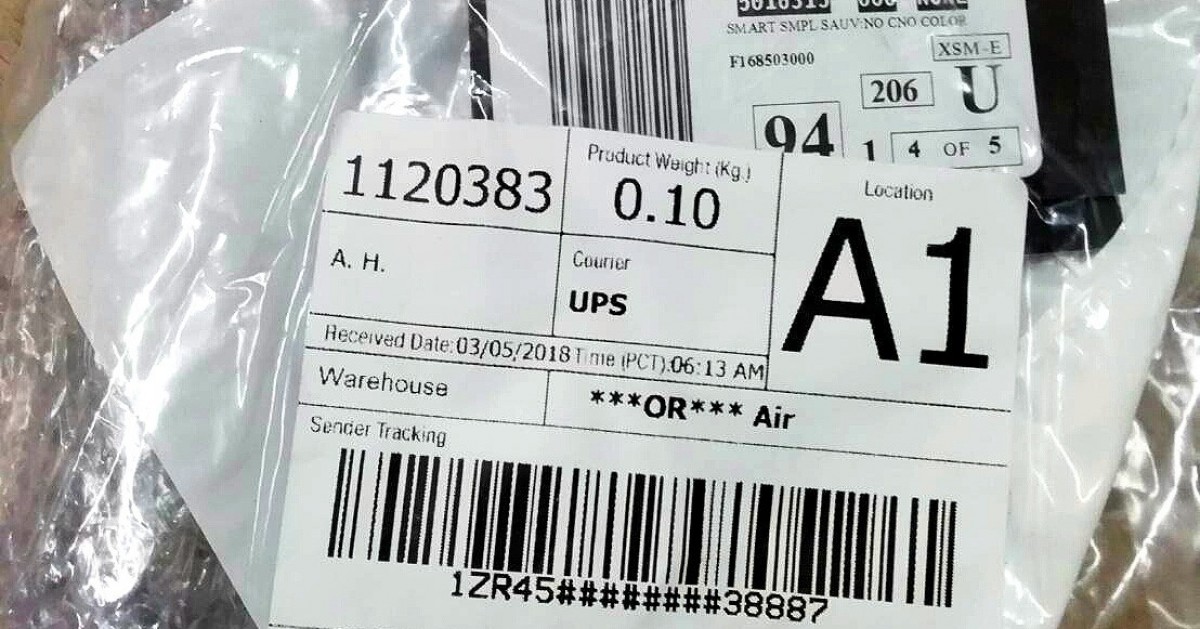 SMART SMPL SAUV:NO CNO COLOR
F168503000
XSM-E
206
U
94
1
4 OF 5
1120383
Product Weight (Kg.)
0.10
Location
A1
A. H.
Courier
UPS
Received Date:03/05/2018 Time (PCT):06:13 AM
Warehouse
***OR*** Air
Sender Tracking
1ZR45########38887